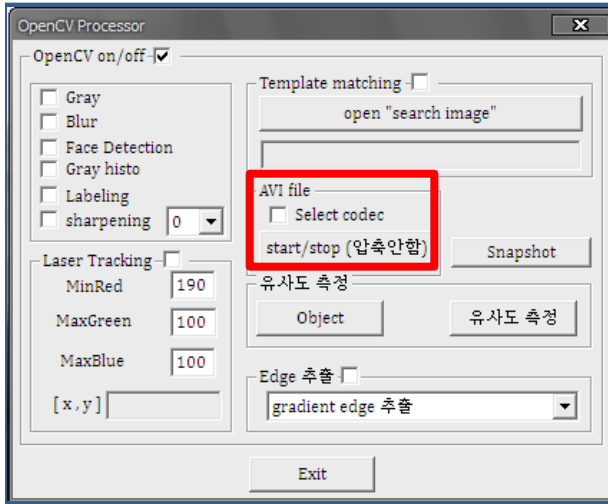 OpenCV Processor
OpenCV on/off
Gray
Blur
Face Detection
Gray histo
Labeling
sharpening 0
Laser Tracking
MinRed 190
MaxGreen 100
MaxBlue 100
[x,y]
Template matching
open "search image"
AVI file
Select codec
start/stop (압축안함)
Snapshot
유사도 측정
Object
유사도 측정
Edge 추출
gradient edge 추출
Exit